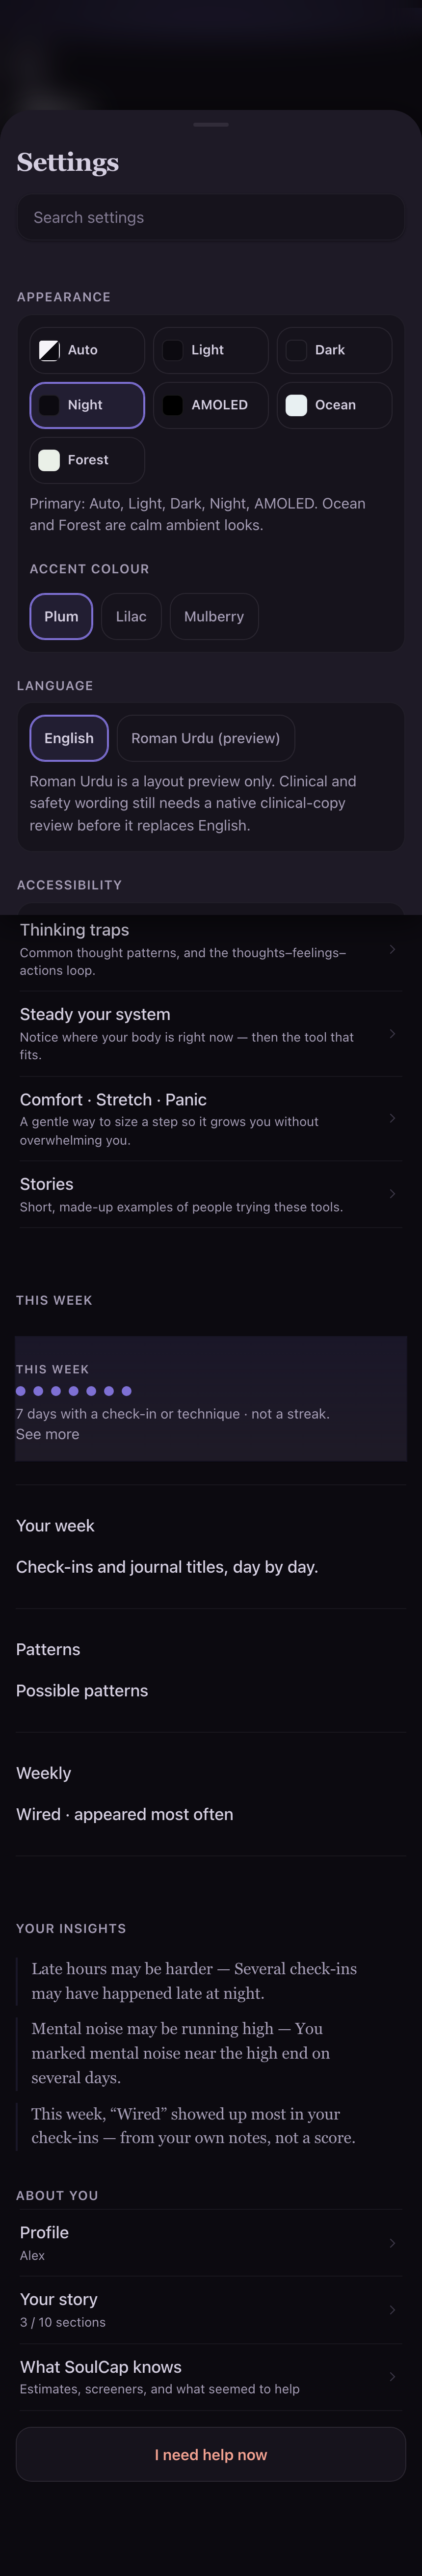 Settings
Search settings
APPEARANCE
Auto
Light
Dark
Night
AMOLED
Ocean
Forest
Primary: Auto, Light, Dark, Night, AMOLED. Ocean
and Forest are calm ambient looks.
ACCENT COLOUR
Plum
Lilac
Mulberry
LANGUAGE
English
Roman Urdu (preview)
Roman Urdu is a layout preview only. Clinical and
safety wording still needs a native clinical-copy
review before it replaces English.
ACCESSIBILITY
Thinking traps
Common thought patterns, and the thoughts–feelings–
actions loop.
Steady your system
Notice where your body is right now — then the tool that
fits.
Comfort · Stretch · Panic
A gentle way to size a step so it grows you without
overwhelming you.
Stories
Short, made-up examples of people trying these tools.
THIS WEEK
THIS WEEK
7 days with a check-in or technique · not a streak.
See more
Your week
Check-ins and journal titles, day by day.
Patterns
Possible patterns
Weekly
Wired · appeared most often
YOUR INSIGHTS
Late hours may be harder — Several check-ins
may have happened late at night.
Mental noise may be running high — You
marked mental noise near the high end on
several days.
This week, “Wired” showed up most in your
check-ins — from your own notes, not a score.
ABOUT YOU
Profile
Alex
Your story
3 / 10 sections
What SoulCap knows
Estimates, screeners, and what seemed to help
I need help now